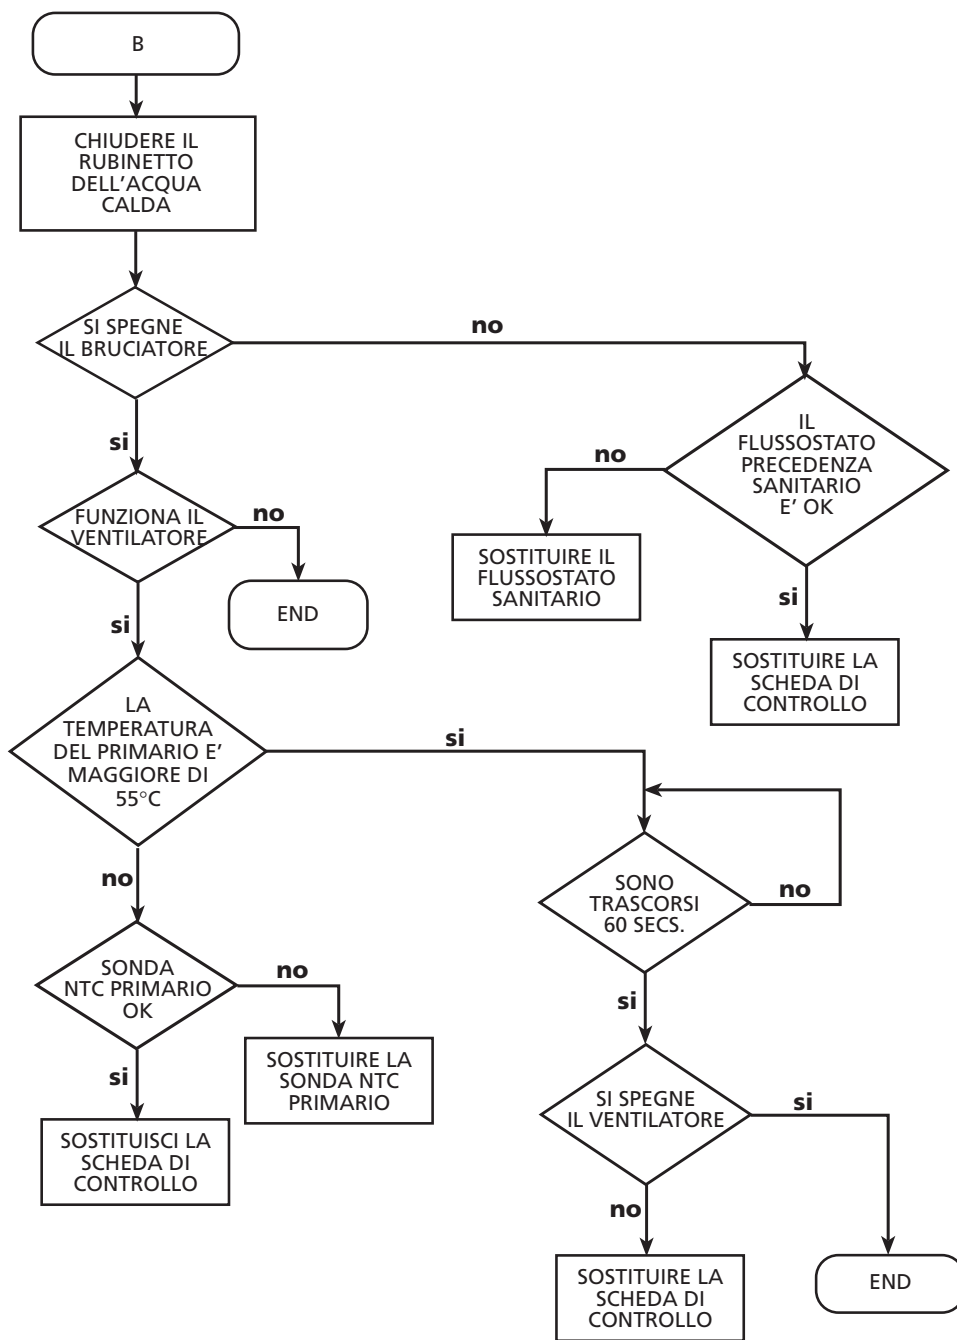 B
CHIUDERE IL
RUBINETTO
DELL'ACQUA
CALDA
SI SPEGNE
IL BRUCIATORE
no
si
IL
FLUSSOSTATO
PRECEDENZA
SANITARIO
E' OK
no
SOSTITUIRE IL
FLUSSOSTATO
SANITARIO
si
SOSTITUIRE LA
SCHEDA DI
CONTROLLO
FUNZIONA IL
VENTILATORE
no
END
si
LA
TEMPERATURA
DEL PRIMARIO E'
MAGGIORE DI
55°C
si
no
SONO
TRASCORSI
60 SECS.
no
si
SONDA
NTC PRIMARIO
OK
no
SOSTITUIRE LA
SONDA NTC
PRIMARIO
si
SOSTITUISCI LA
SCHEDA DI
CONTROLLO
SI SPEGNE
IL VENTILATORE
si
no
SOSTITUIRE LA
SCHEDA DI
CONTROLLO
END